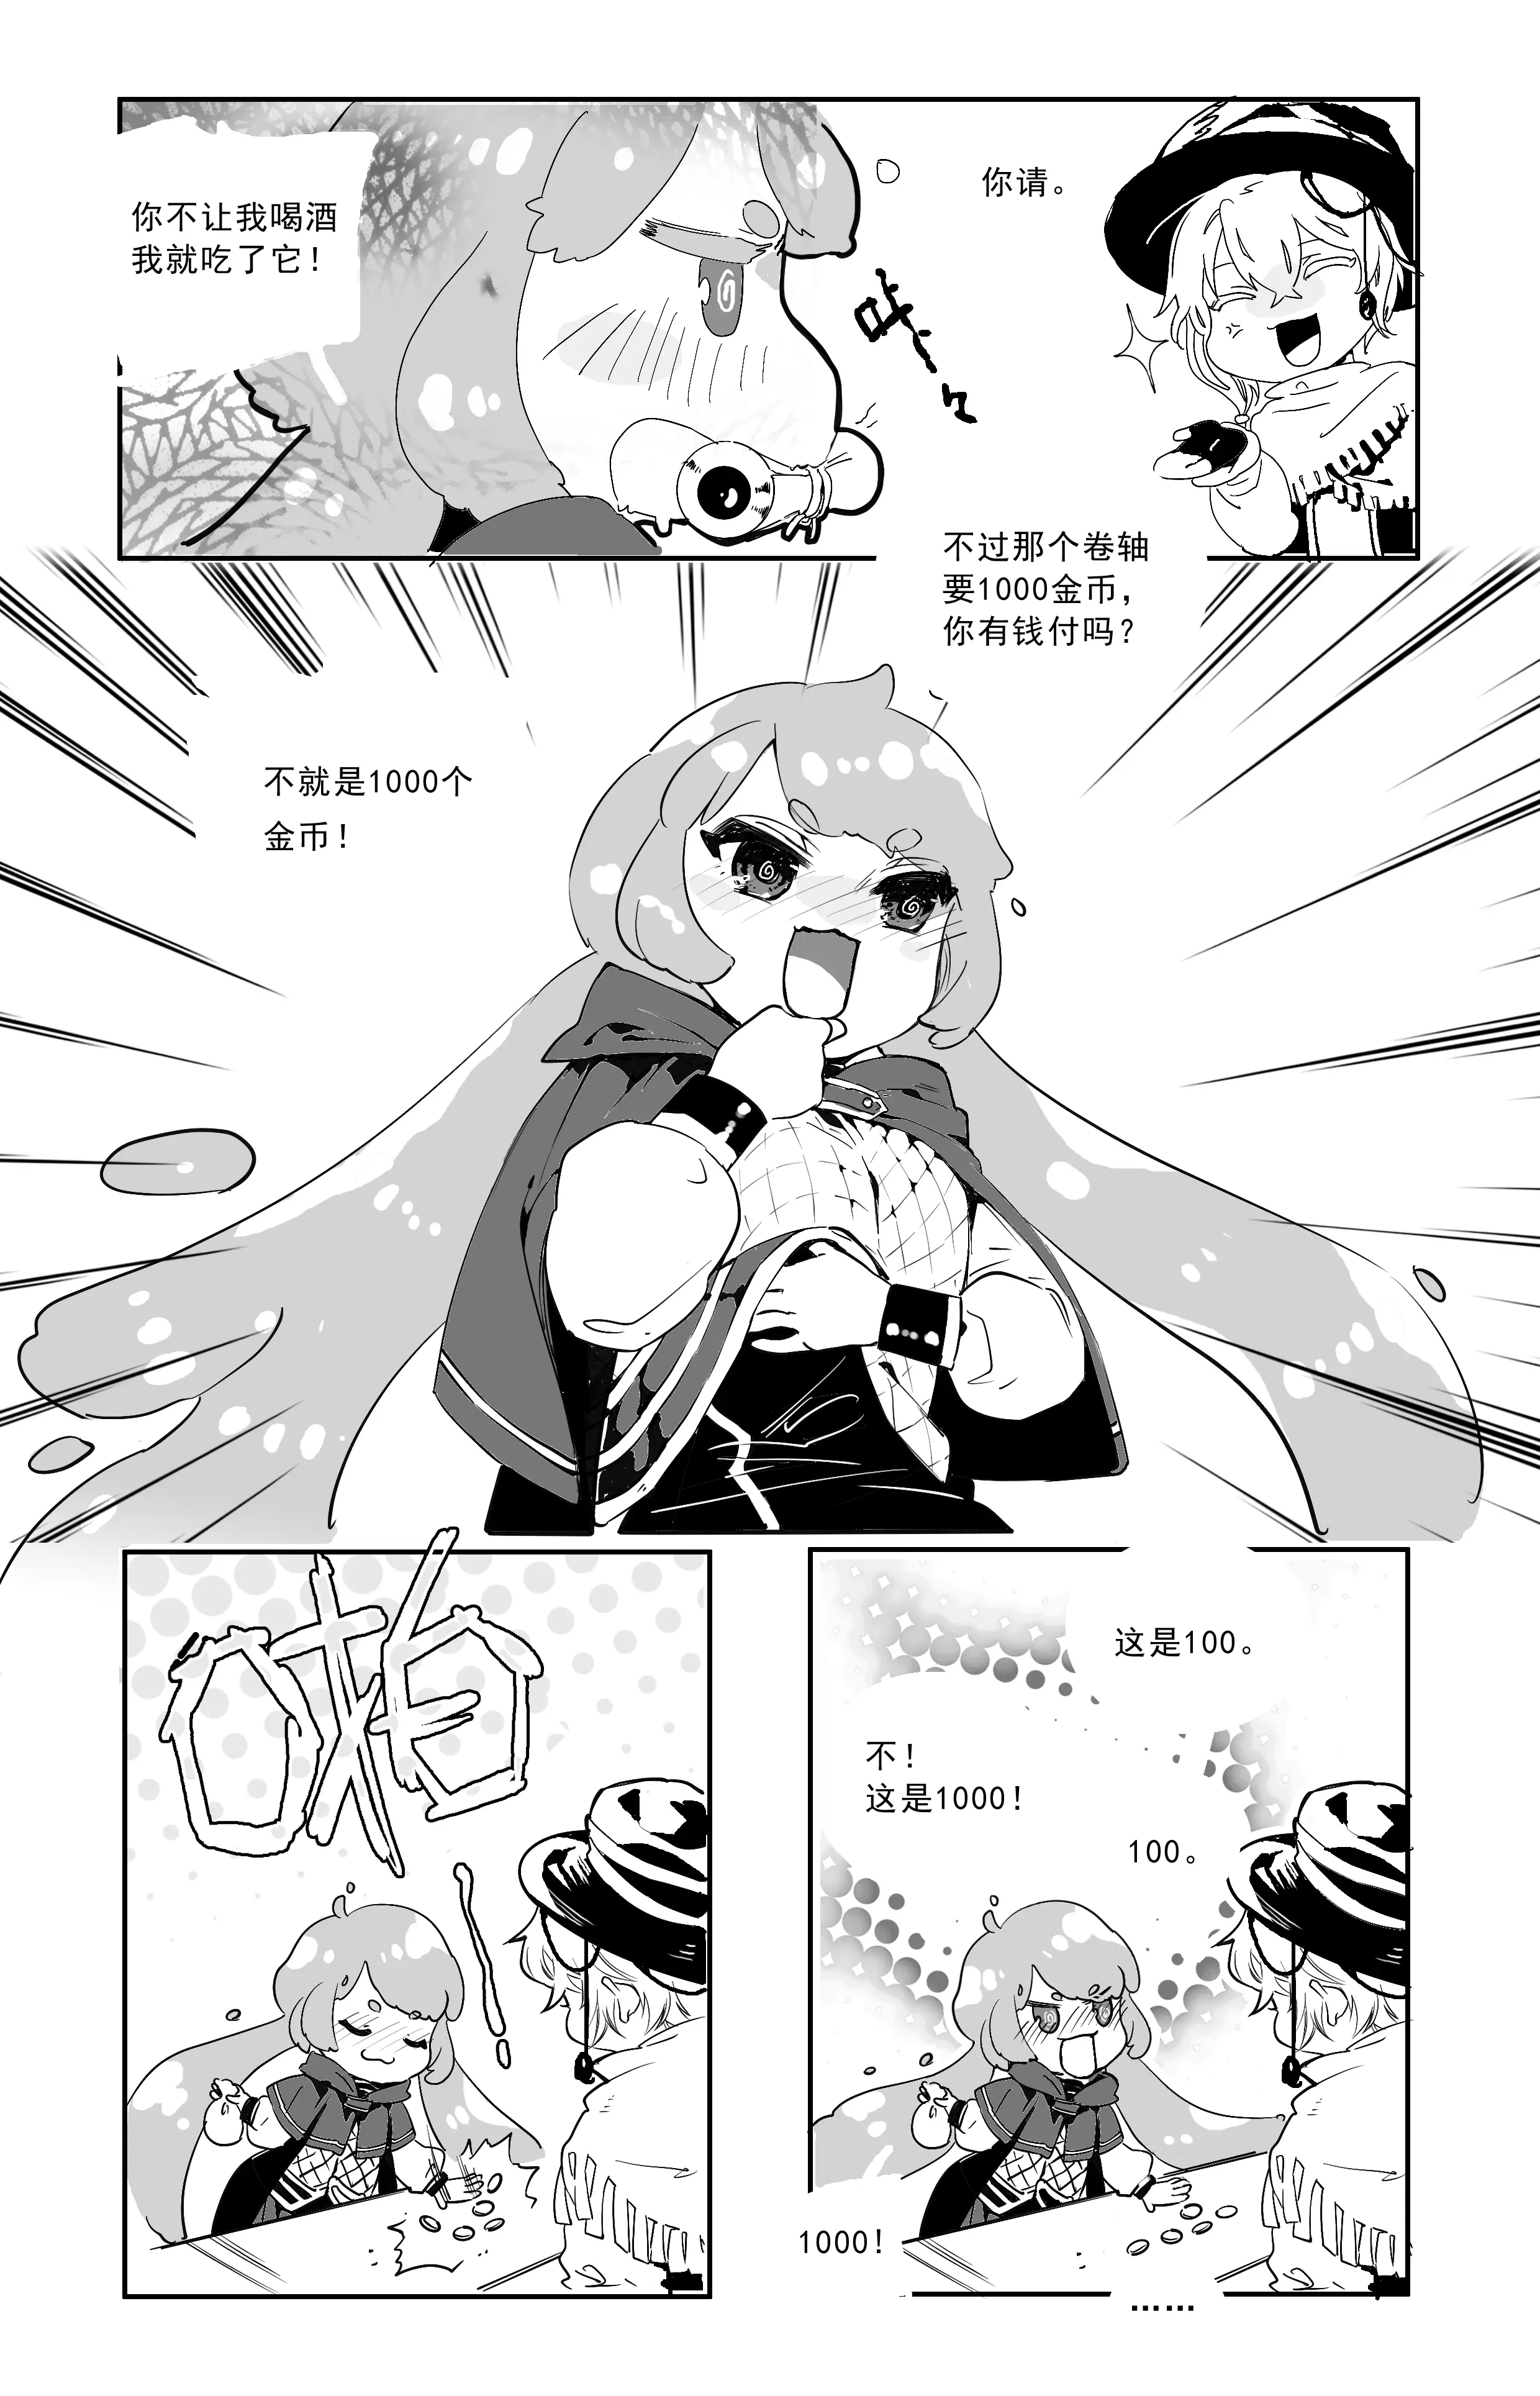 你不让我喝酒
我就吃了它！
你请。
咔
不过那个卷轴
要1000金币，
你有钱付吗？
不就是1000个
金币！
这是100。
不！
这是1000！
100。
1000！
……